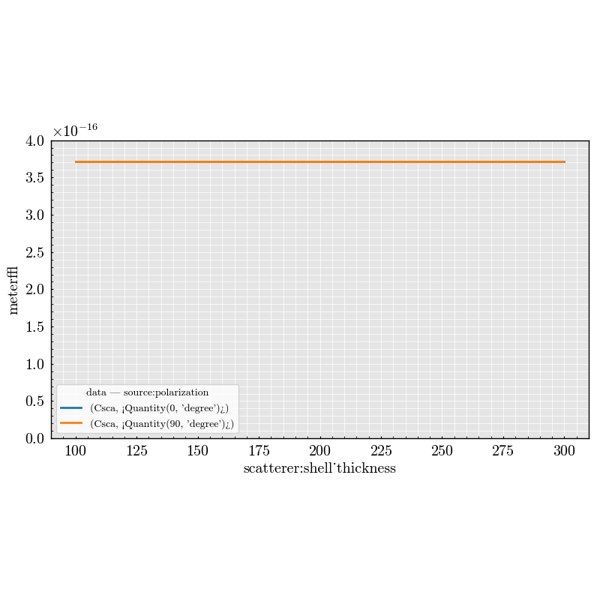 ×10⁻¹⁶
4.0
3.5
3.0
2.5
2.0
1.5
1.0
0.5
0.0
meterffl
data — source:polarization
(Csca, ¡Quantity(0, 'degree')¿)
(Csca, ¡Quantity(90, 'degree')¿)
100 125 150 175 200 225 250 275 300
scatterer:shell˙thickness